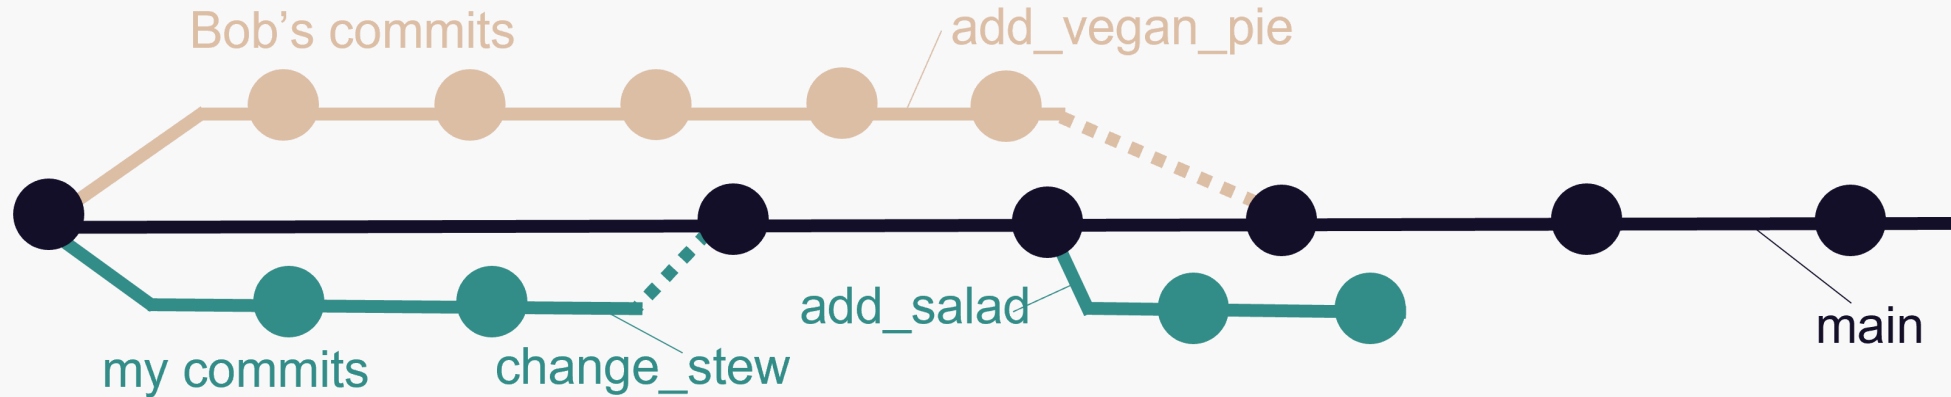 Bob’s commits
add_vegan_pie
add_salad
main
my commits
change_stew